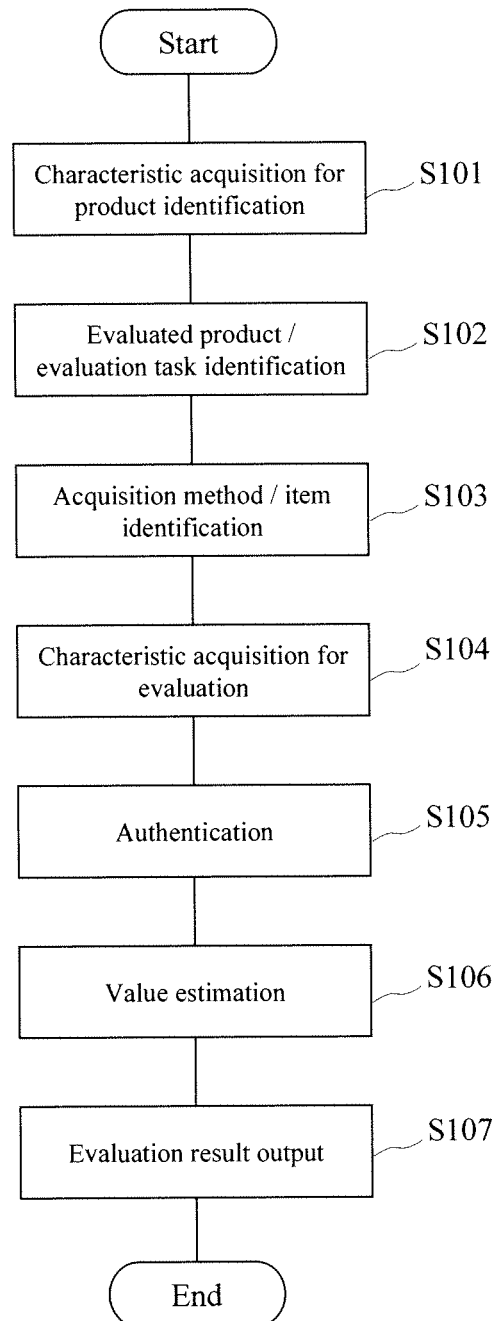 Start
Characteristic acquisition for
product identification
S101
Evaluated product /
evaluation task identification
S102
Acquisition method / item
identification
S103
Characteristic acquisition for
evaluation
S104
Authentication
S105
Value estimation
S106
Evaluation result output
S107
End